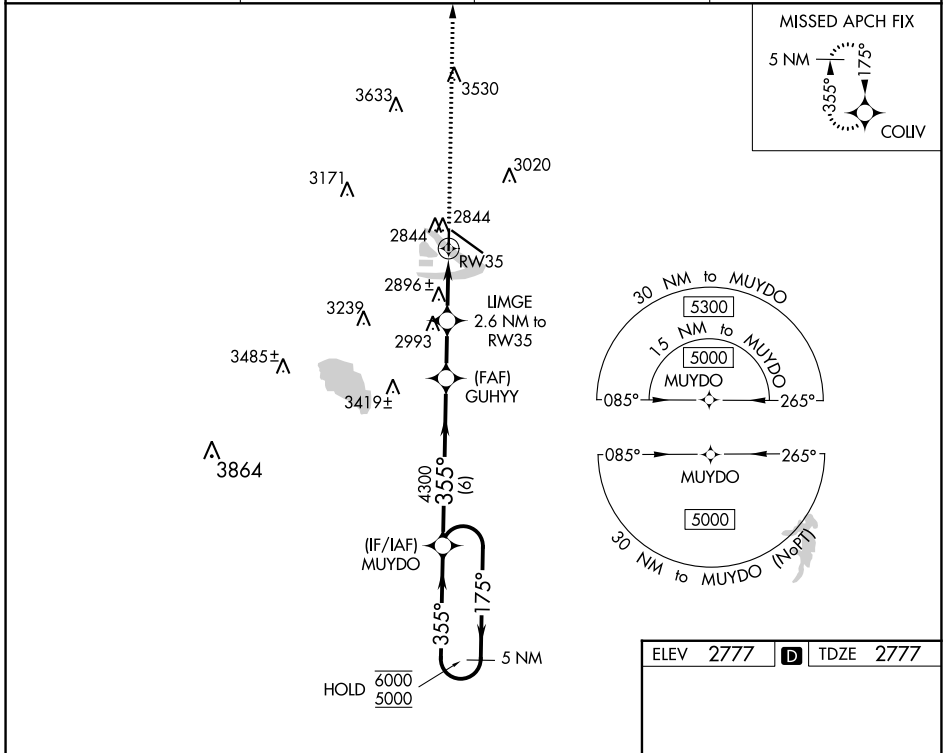 MISSED APCH FIX
5 NM
355°
175°
COLIV
3530
3633
3020
3171
2844
2844
RW35
2896±
LIMGE
2.6 NM to
RW35
3239
2993
3485±
(FAF)
GUHYY
3419±
3864
4300
355°
(6)
(IF/IAF)
MUYDO
355°
175°
5 NM
HOLD 6000
5000
30 NM to MUYDO
5300
15 NM to MUYDO
5000
MUYDO
085° 265°
085° 265°
MUYDO
5000
30 NM to MUYDO (NoPT)
ELEV 2777 D TDZE 2777